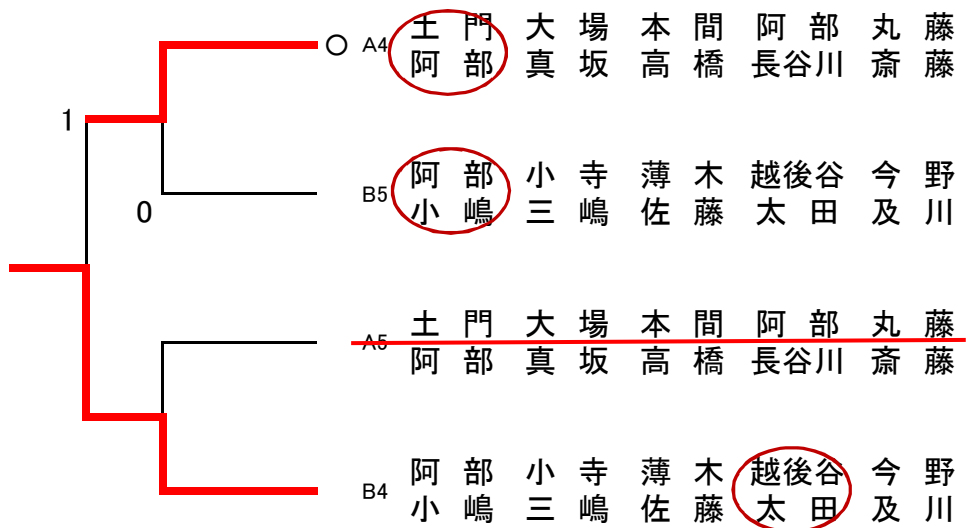 ○ A4 土門 大場 本間 阿部 丸藤
阿部 真坂 高橋 長谷川 斎藤
1
B5 阿部 小寺 薄木 越後谷 今野
小嶋 三嶋 佐藤 太田 及川
0
A5 土門 大場 本間 阿部 丸藤
阿部 真坂 高橋 長谷川 斎藤
B4 阿部 小寺 薄木 越後谷 今野
小嶋 三嶋 佐藤 太田 及川